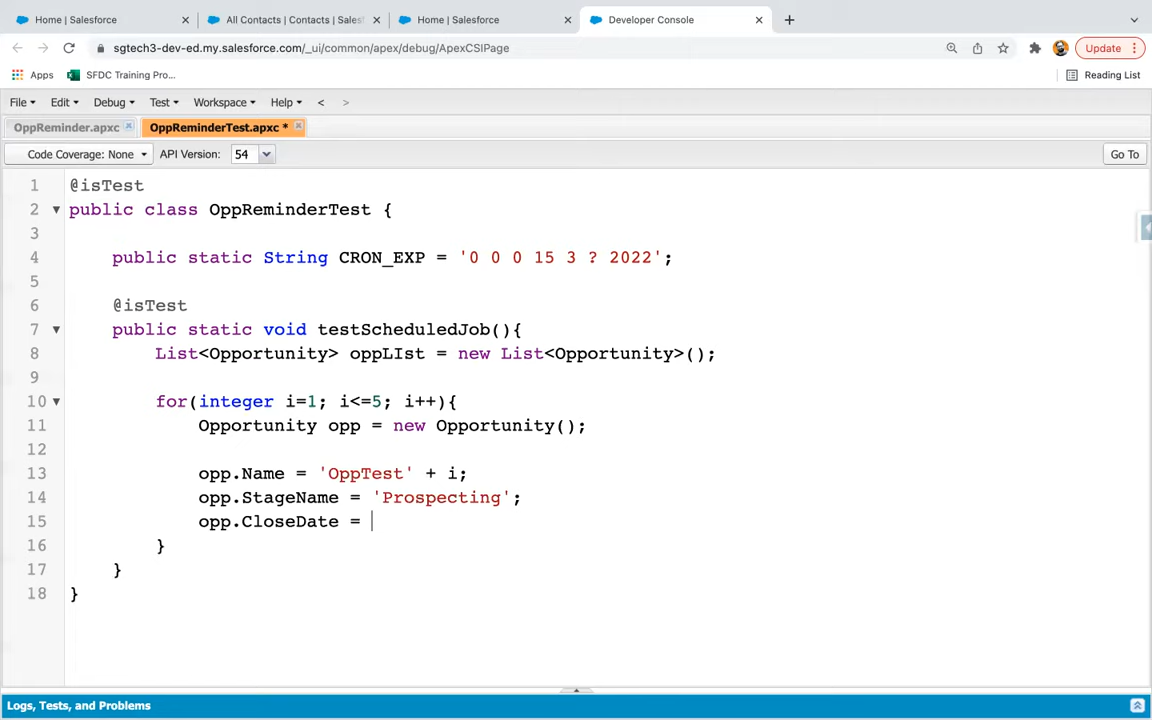 Home | Salesforce
All Contacts | Contacts | Sales
Home | Salesforce
Developer Console
sgtech3-dev-ed.my.salesforce.com/_ui/common/apex/debug/ApexCSIPage
Update
Apps
SFDC Training Pro...
Reading List
File Edit Debug Test Workspace Help < >
OppReminder.apxc
OppReminderTest.apxc *
Code Coverage: None
API Version: 54
Go To
1 @isTest
2 public class OppReminderTest {
3
4 public static String CRON_EXP = '0 0 0 15 3 ? 2022';
5
6 @isTest
7 public static void testScheduledJob(){
8 List<Opportunity> oppLIst = new List<Opportunity>();
9
10 for(integer i=1; i<=5; i++){
11 Opportunity opp = new Opportunity();
12
13 opp.Name = 'OppTest' + i;
14 opp.StageName = 'Prospecting';
15 opp.CloseDate =
16 }
17 }
18 }
Logs, Tests, and Problems